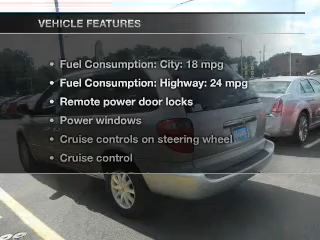 VEHICLE FEATURES
• Fuel Consumption: City: 18 mpg
• Fuel Consumption: Highway: 24 mpg
• Remote power door locks
• Power windows
• Cruise controls on steering wheel
• Cruise control